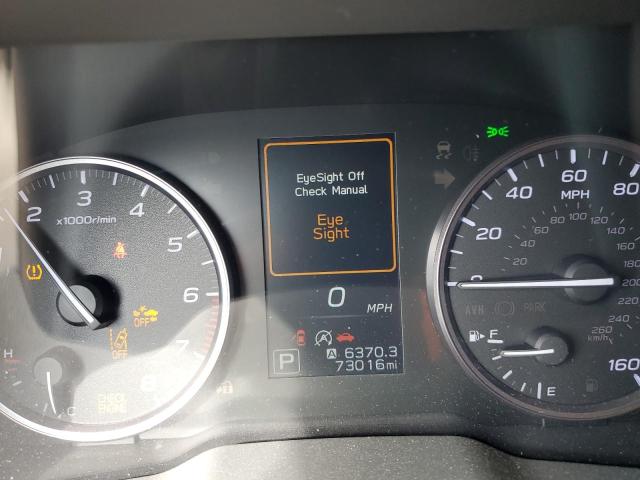 EyeSight Off
Check Manual
Eye
Sight
0 MPH
P
A 6370.3
73016mi
2 3 4 5 6 7 8
x1000r/min
OFF
OFF
CHECK
ENGINE
H
C
0 20 40 60 80 160
MPH
20 40 60 80 100 120 140 160 180 200 220 240 260
km/h
AVH PARK
F
E